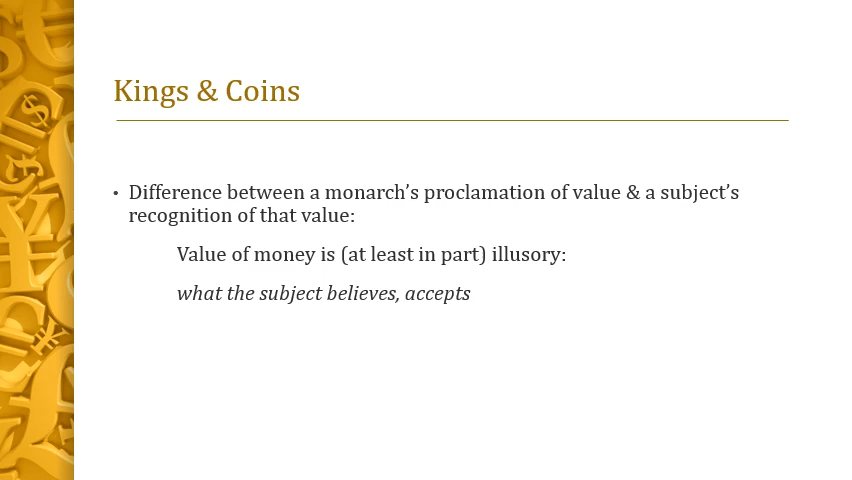 Kings & Coins
• Difference between a monarch’s proclamation of value & a subject’s
recognition of that value:
Value of money is (at least in part) illusory:
what the subject believes, accepts